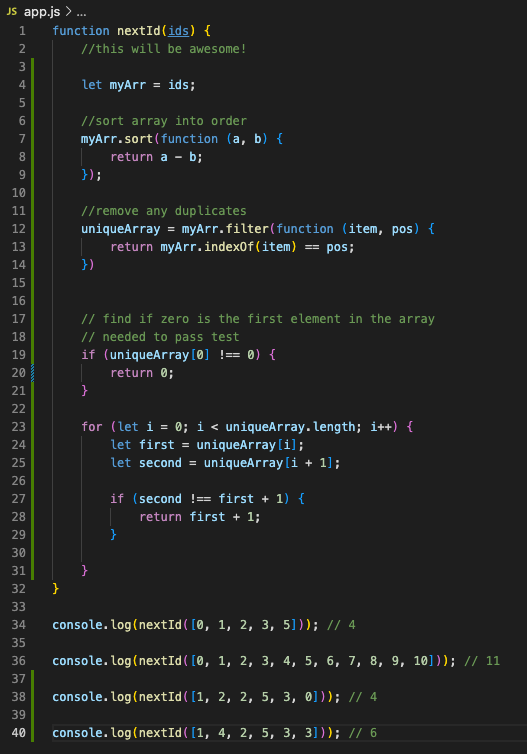 JS app.js > ...
1 function nextId(ids) {
2 //this will be awesome!
3
4 let myArr = ids;
5
6 //sort array into order
7 myArr.sort(function (a, b) {
8 return a - b;
9 });
10
11 //remove any duplicates
12 uniqueArray = myArr.filter(function (item, pos) {
13 return myArr.indexOf(item) == pos;
14 })
15
16
17 // find if zero is the first element in the array
18 // needed to pass test
19 if (uniqueArray[0] !== 0) {
20 return 0;
21 }
22
23 for (let i = 0; i < uniqueArray.length; i++) {
24 let first = uniqueArray[i];
25 let second = uniqueArray[i + 1];
26
27 if (second !== first + 1) {
28 return first + 1;
29 }
30
31 }
32 }
33
34 console.log(nextId([0, 1, 2, 3, 5])); // 4
35
36 console.log(nextId([0, 1, 2, 3, 4, 5, 6, 7, 8, 9, 10])); // 11
37
38 console.log(nextId([1, 2, 2, 5, 3, 0])); // 4
39
40 console.log(nextId([1, 4, 2, 5, 3, 3])); // 6